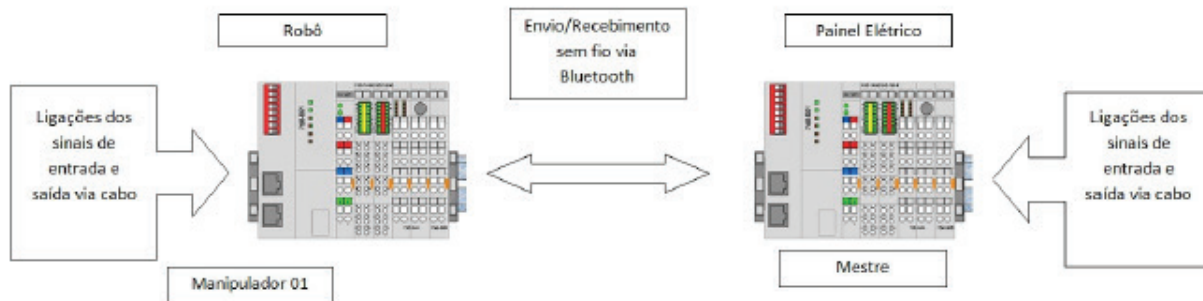 Robô
Envio/Recebimento
sem fio via
Bluetooth
Painel Elétrico
Ligações dos
sinais de
entrada e
saída via cabo
Ligações dos
sinais de
entrada e
saída via cabo
Manipulador 01
Mestre